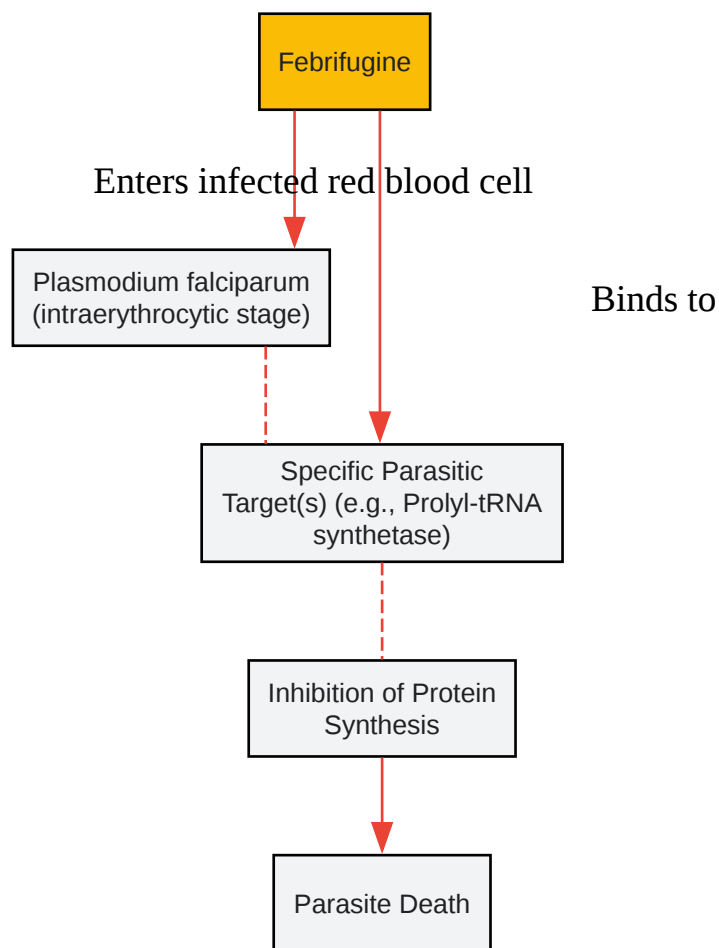 Febrifugine
Enters infected red blood cell
Plasmodium falciparum
(intraerythrocytic stage)
Binds to
Specific Parasitic
Target(s) (e.g., Prolyl-tRNA
synthetase)
Inhibition of Protein
Synthesis
Parasite Death